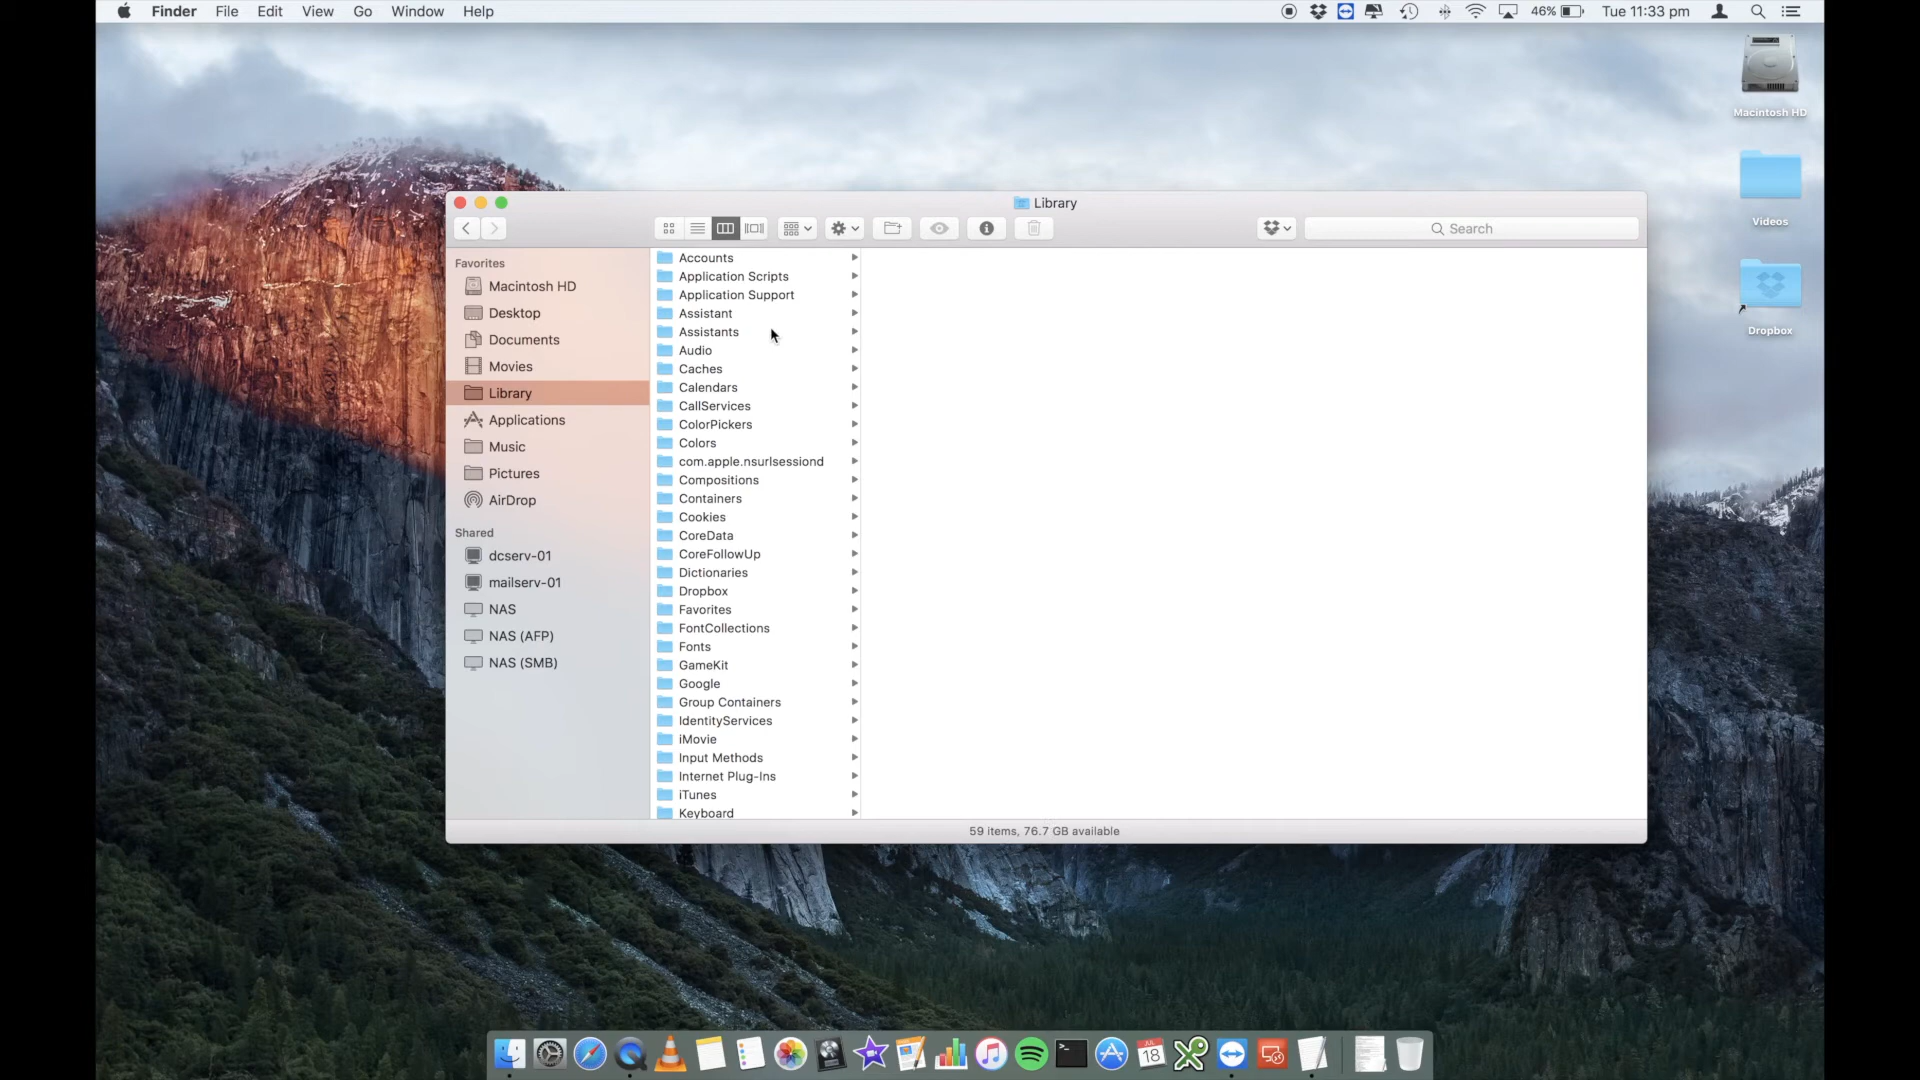 Finder File Edit View Go Window Help 46% Tue 11:33 pm
Macintosh HD
Videos
Dropbox
Library
Search
Favorites
Macintosh HD
Desktop
Documents
Movies
Library
Applications
Music
Pictures
AirDrop
Shared
dcserv-01
mailserv-01
NAS
NAS (AFP)
NAS (SMB)
Accounts
Application Scripts
Application Support
Assistant
Assistants
Audio
Caches
Calendars
CallServices
ColorPickers
Colors
com.apple.nsurlsessiond
Compositions
Containers
Cookies
CoreData
CoreFollowUp
Dictionaries
Dropbox
Favorites
FontCollections
Fonts
GameKit
Google
Group Containers
IdentityServices
iMovie
Input Methods
Internet Plug-Ins
iTunes
Keyboard
59 items, 76.7 GB available
JUL
18